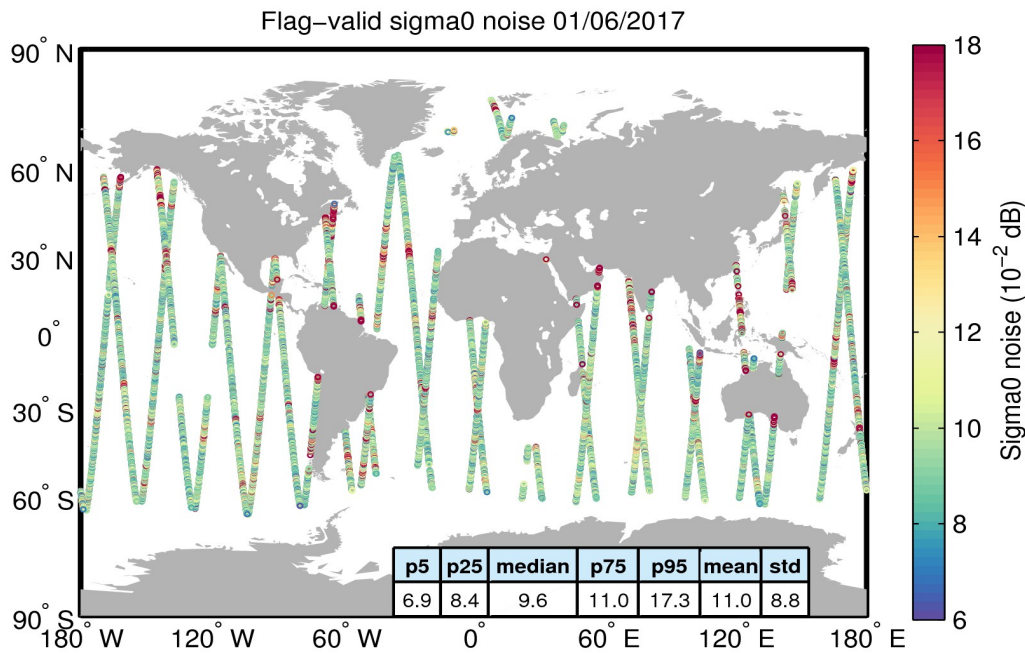 Flag−valid sigma0 noise 01/06/2017
90° N
60° N
30° N
0°
30° S
60° S
90° S
180° W
120° W
60° W
0°
60° E
120° E
180° E
p5 p25 median p75 p95 mean std
6.9 8.4 9.6 11.0 17.3 11.0 8.8
18
16
14
12
10
8
6
Sigma0 noise (10⁻² dB)